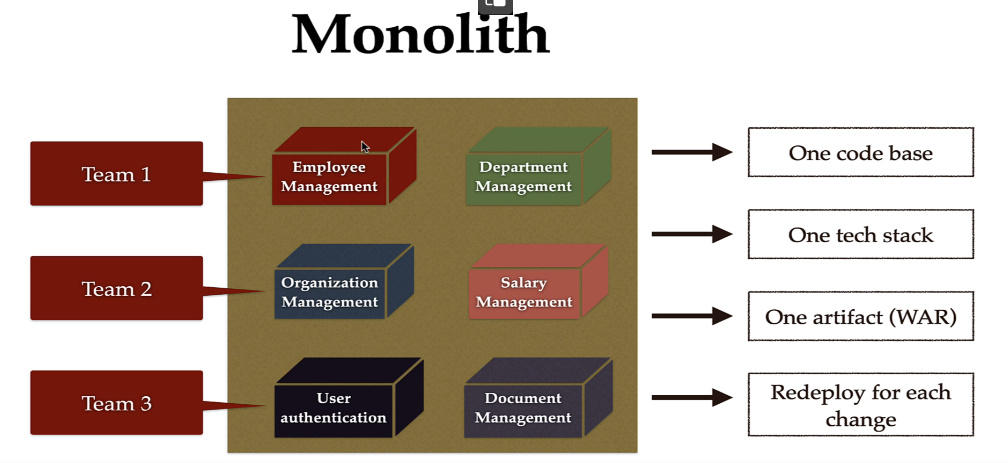 Monolith
Team 1
Employee
Management
Department
Management
One code base
Team 2
Organization
Management
Salary
Management
One tech stack
One artifact (WAR)
Team 3
User
authentication
Document
Management
Redeploy for each
change